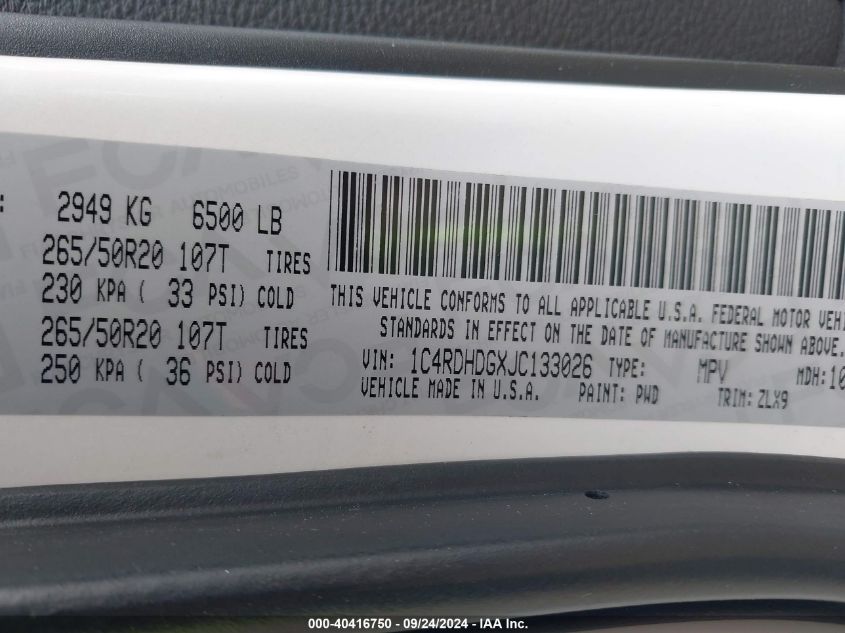 : 2949 KG 6500 LB
265/50R20 107T TIRES
230 KPA ( 33 PSI) COLD
265/50R20 107T TIRES
250 KPA ( 36 PSI) COLD
THIS VEHICLE CONFORMS TO ALL APPLICABLE U.S.A. FEDERAL MOTOR VEHI
STANDARDS IN EFFECT ON THE DATE OF MANUFACTURE SHOWN ABOVE.
VIN: 1C4RDHDGXJC133026 TYPE: MPV MDH:10
VEHICLE MADE IN U.S.A. PAINT: PWD TRIM: ZLX9
000-40416750 - 09/24/2024 - IAA Inc.